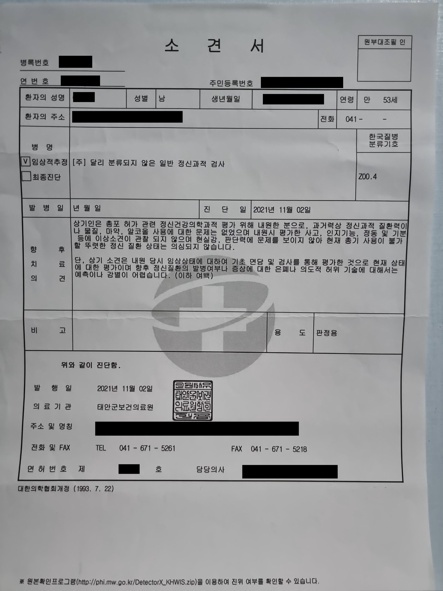 소 견 서
원부대조필 인
병록번호
연 번호
주민등록번호
환자의 성명 성별 남 생년월일 연령 만 53세
환자의 주소 전화 041- -
병 명
한국질병
분류기호
V 임상적추정 [주] 달리 분류되지 않은 일반 정신과적 검사
최종진단
Z00.4
발 병 일 년 월 일 진 단 일 2021년 11월 02일
향 후
치 료
의 견
상기인은 총포 허가 관련 정신건강의학과적 평가 위해 내원한 분으로, 과거력상 정신과적 질환력이
나 물질, 마약, 알코올 사용에 대한 문제는 없었으며 내원시 평가한 사고, 인지기능, 정동 및 기분
등에 이상소견이 관찰 되지 않으며 현실감, 판단력에 문제를 보이지 않아 현재 총기 사용이 불가
할 뚜렷한 정신 질환 상태는 의심되지 않습니다.
단, 상기 소견은 내원 당시 임상상태에 대하여 기초 면담 및 검사를 통해 평가한 것으로 현재 상태
에 대한 평가이며 향후 정신질환의 발병여부나 증상에 대한 은폐나 의도적 허위 기술에 대해서는
예측이나 감별이 어렵습니다. (이하 여백)
비 고 용 도 판정용
위와 같이 진단함.
발 행 일 2021년 11월 02일
의 료 기 관 태안군보건의료원
주소 및 명칭
전화 및 FAX TEL 041 - 671 - 5261 FAX 041 - 671 - 5218
면 허 번 호 제 호 담당의사
대한의학협회개정 (1993. 7. 22)
※ 원본확인프로그램(http://phi.mw.go.kr/DetectorX_KHWIS.zip)을 이용하여 진위 여부를 확인할 수 있습니다.